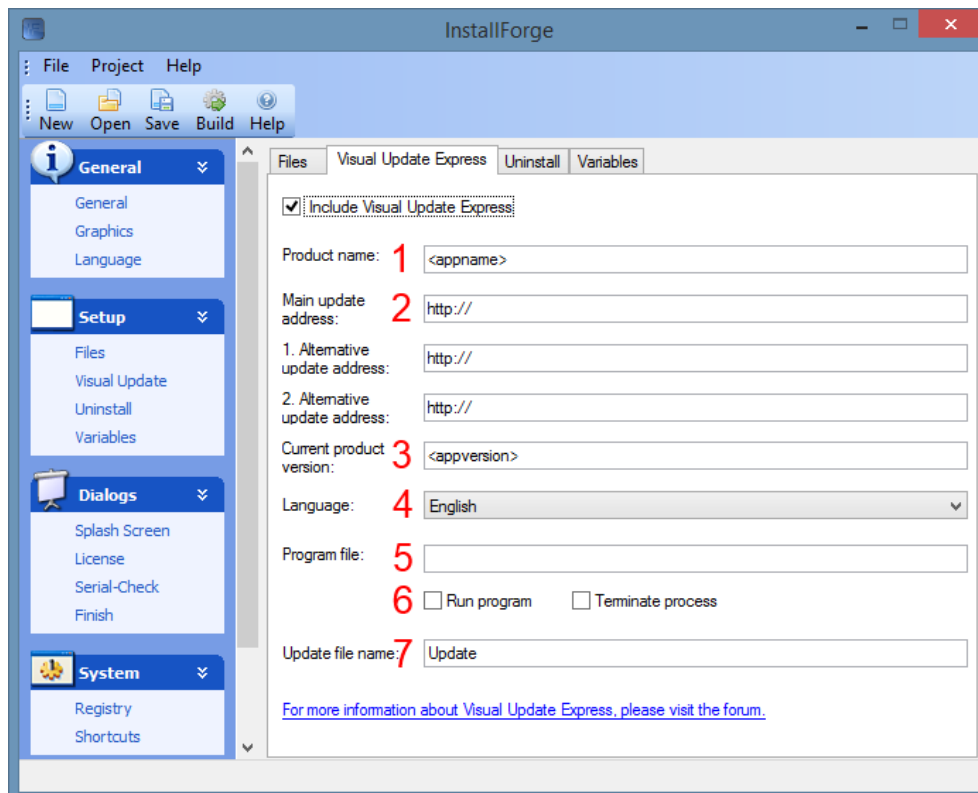 InstallForge
File Project Help
New Open Save Build Help
General
General
Graphics
Language
Setup
Files
Visual Update
Uninstall
Variables
Dialogs
Splash Screen
License
Serial-Check
Finish
System
Registry
Shortcuts
Files Visual Update Express Uninstall Variables
Include Visual Update Express
Product name: 1 <appname>
Main update
address: 2 http://
1. Alternative
update address: http://
2. Alternative
update address: http://
Current product
version: 3 <appversion>
Language: 4 English
Program file: 5
6 Run program Terminate process
Update file name: 7 Update
For more information about Visual Update Express, please visit the forum.